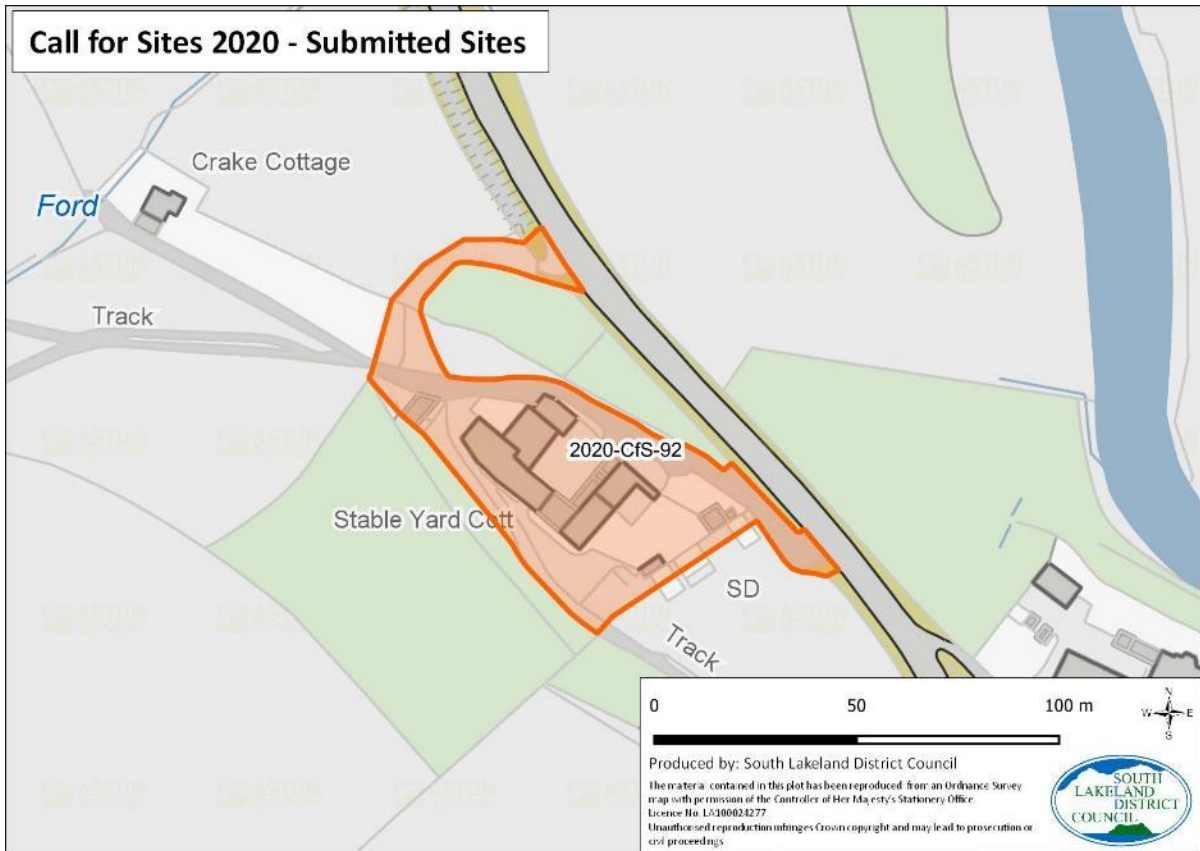 Call for Sites 2020 - Submitted Sites
Crake Cottage
Ford
Track
2020-CfS-92
Stable Yard Cott
SD
Track
0 50 100 m
N
W E
S
Produced by: South Lakeland District Council
The material contained in this plot has been reproduced from an Ordnance Survey
map with permission of the Controller of Her Majesty's Stationery Office
Licence No. LA100024277
Unauthorised reproduction infringes Crown copyright and may lead to prosecution or
civil proceedings
SOUTH
LAKELAND
DISTRICT
COUNCIL